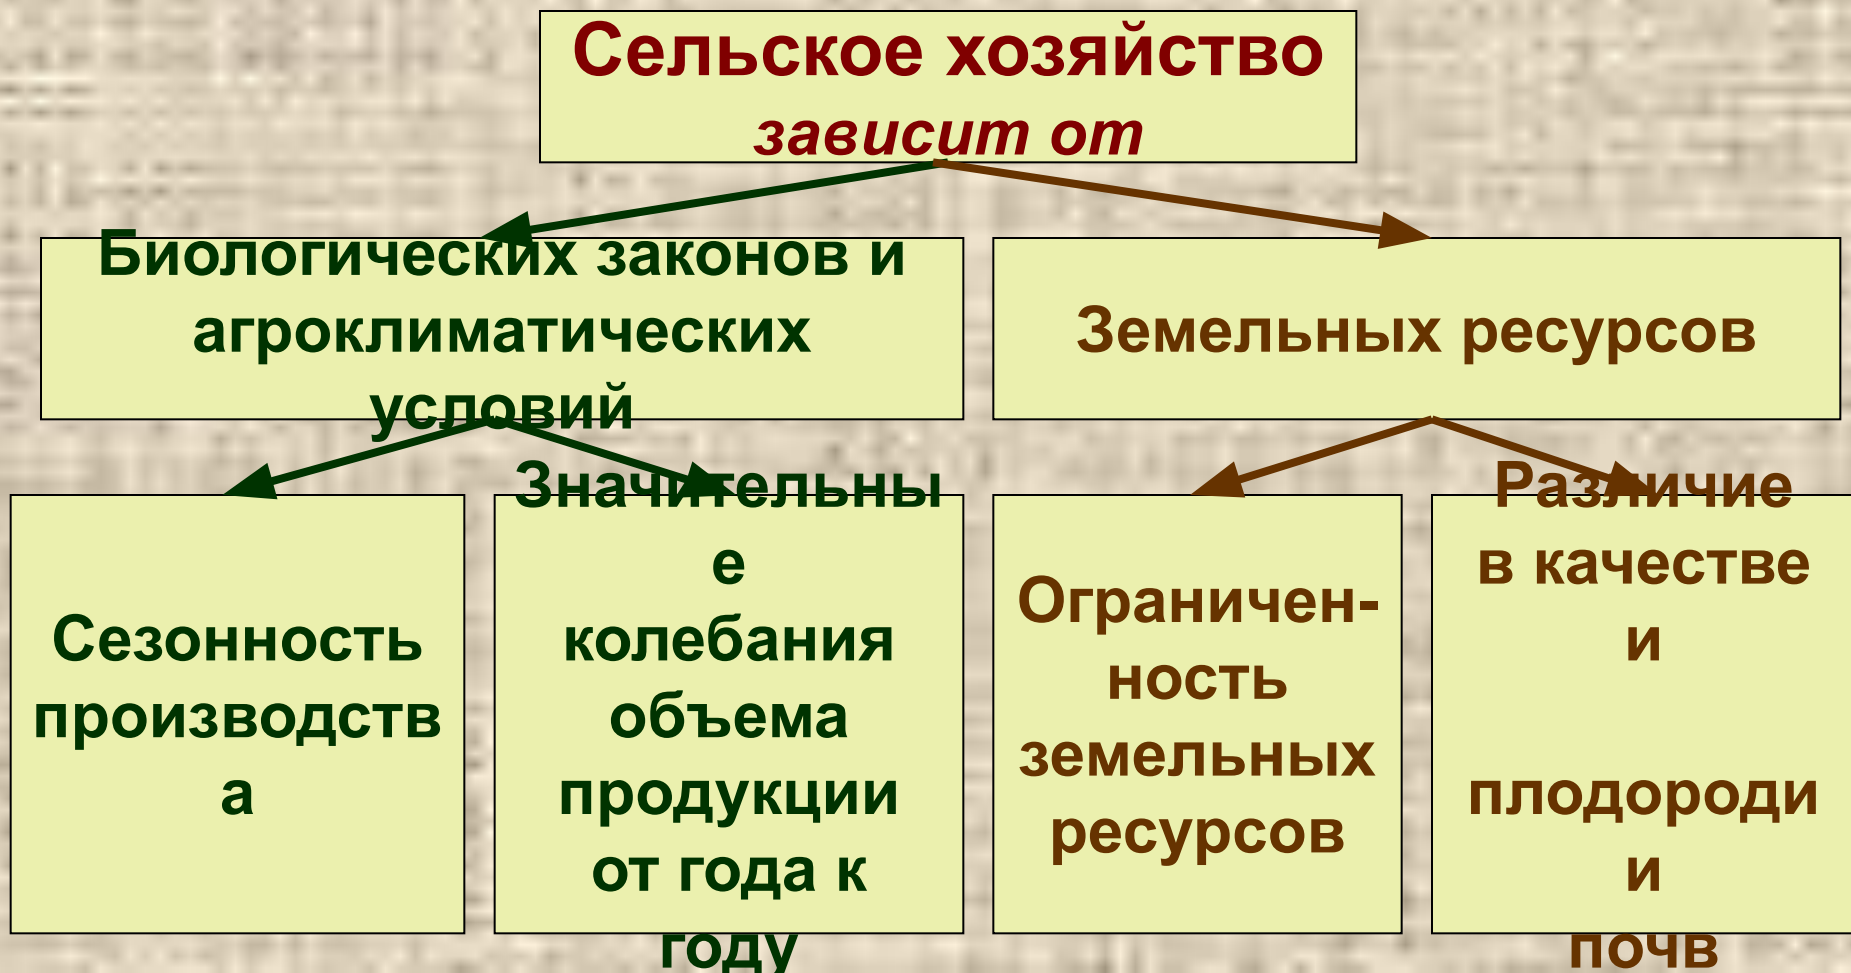 Сельское хозяйство
зависит от
Биологических законов и
агроклиматических
условий
Земельных ресурсов
Сезонность
производств
а
Значительны
е
колебания
объема
продукции
от года к
году
Ограничен-
ность
земельных
ресурсов
Различие
в качестве
и
плодороди
и
почв